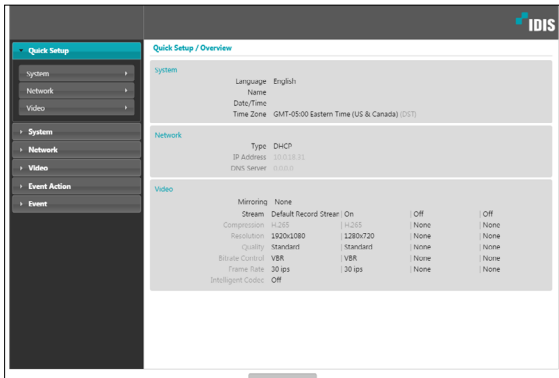 IDIS
Quick Setup
System
Network
Video
System
Network
Video
Event Action
Event
Quick Setup / Overview
System
Language English
Name
Date/Time
Time Zone GMT-05:00 Eastern Time (US & Canada) (DST)
Network
Type DHCP
IP Address 10.0.18.31
DNS Server 0.0.0.0
Video
Mirroring None
Stream Default Record Strear | On | Off | Off
Compression H.265 | H.265 | None | None
Resolution 1920x1080 | 1280x720 | None | None
Quality Standard | Standard | None | None
Bitrate Control VBR | VBR | None | None
Frame Rate 30 ips | 30 ips | None | None
Intelligent Codec Off